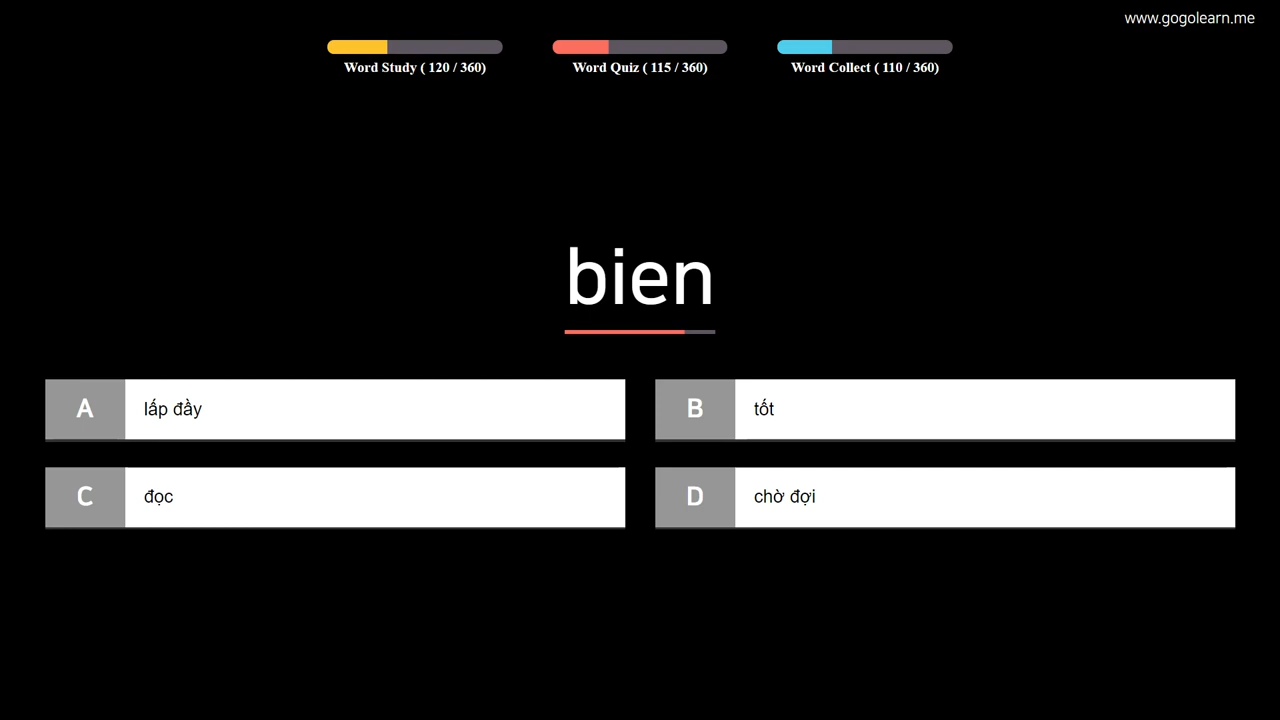 www.gogolearn.me
Word Study ( 120 / 360)
Word Quiz ( 115 / 360)
Word Collect ( 110 / 360)
bien
A lấp đầy
B tốt
C đọc
D chờ đợi